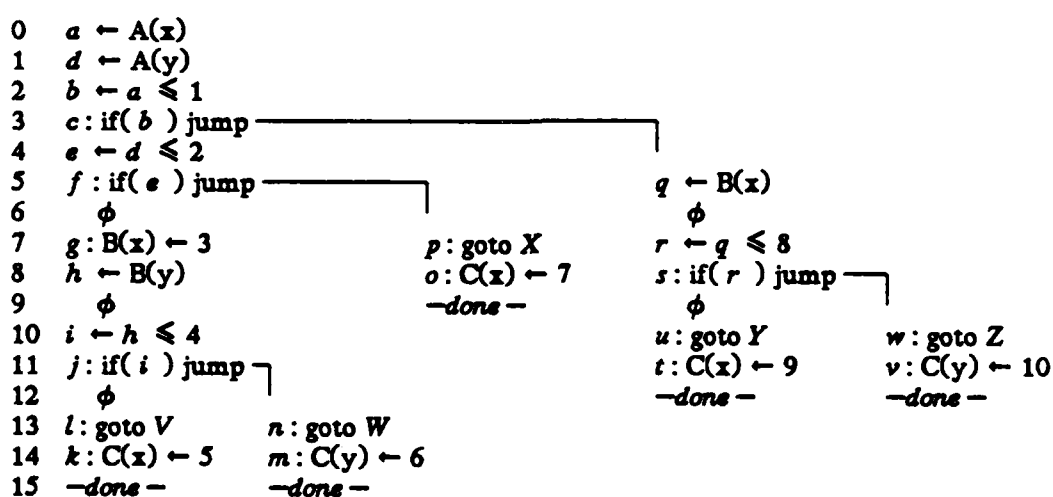 0 a ← A(x)
1 d ← A(y)
2 b ← a ⩽ 1
3 c : if( b ) jump
4 e ← d ⩽ 2
5 f : if( e ) jump q ← B(x)
6 ϕ ϕ
7 g : B(x) ← 3 p : goto X r ← q ⩽ 8
8 h ← B(y) o : C(x) ← 7 s : if( r ) jump
9 ϕ —done— ϕ
10 i ← h ⩽ 4 u : goto Y w : goto Z
11 j : if( i ) jump t : C(x) ← 9 v : C(y) ← 10
12 ϕ —done— —done—
13 l : goto V n : goto W
14 k : C(x) ← 5 m : C(y) ← 6
15 —done— —done—